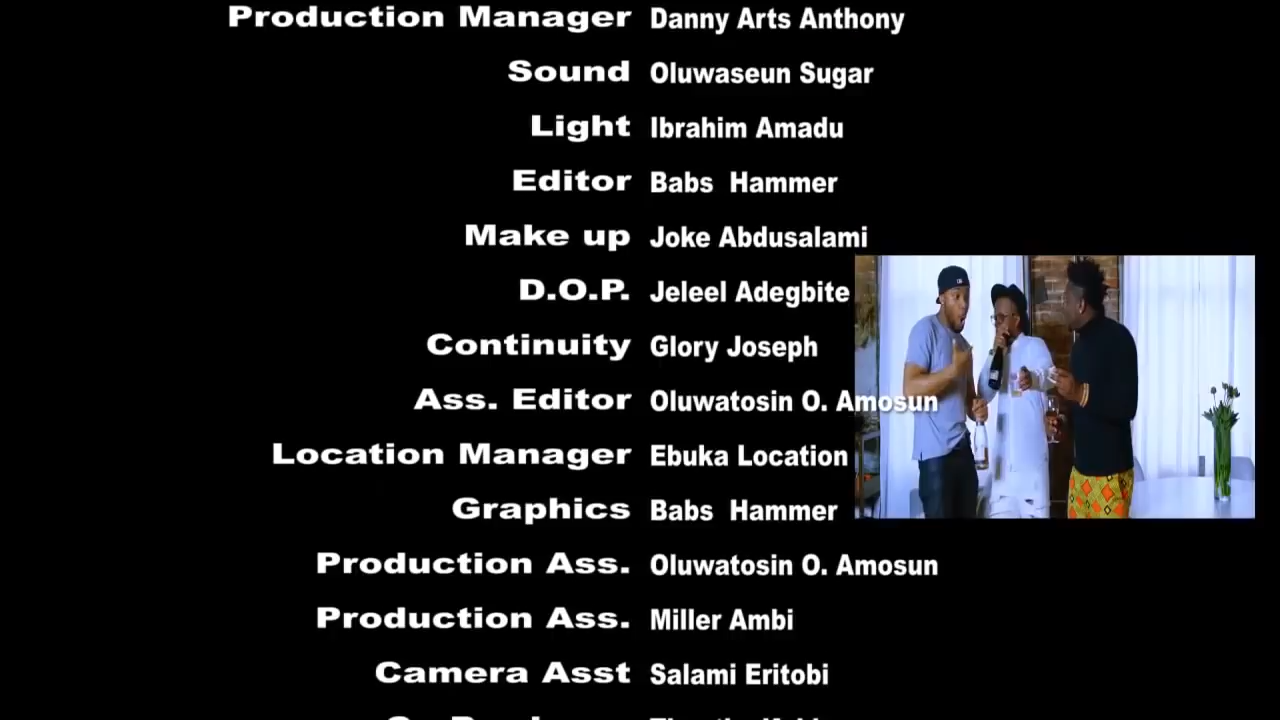 Production Manager Danny Arts Anthony
Sound Oluwaseun Sugar
Light Ibrahim Amadu
Editor Babs Hammer
Make up Joke Abdusalami
D.O.P. Jeleel Adegbite
Continuity Glory Joseph
Ass. Editor Oluwatosin O. Amosun
Location Manager Ebuka Location
Graphics Babs Hammer
Production Ass. Oluwatosin O. Amosun
Production Ass. Miller Ambi
Camera Asst Salami Eritobi